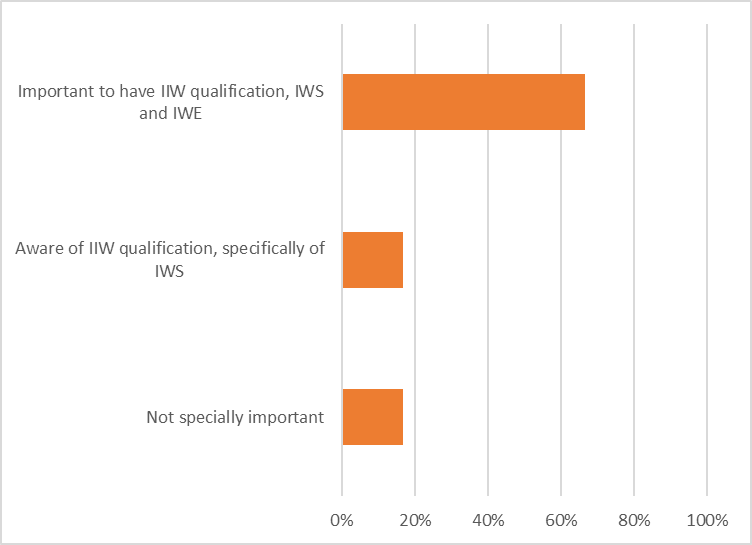 Important to have IIW qualification, IWS
and IWE
Aware of IIW qualification, specifically of
IWS
Not specially important
0% 20% 40% 60% 80% 100%